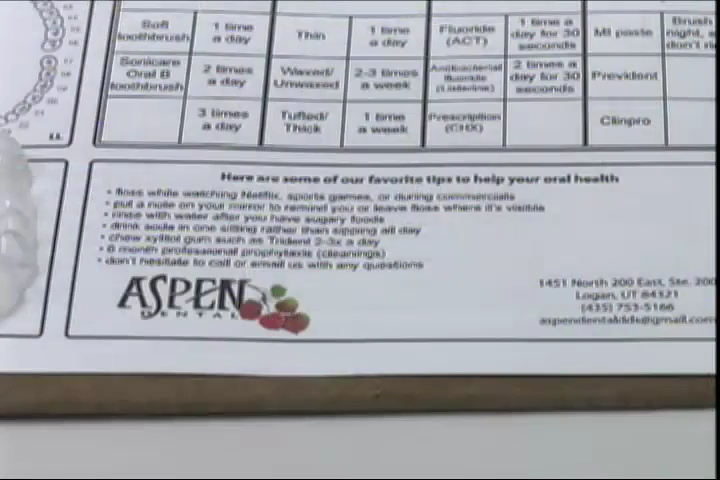 Soft toothbrush
1 time a day
Thin
1 time a day
Fluoride (ACT)
1 time a day for 30 seconds
MI paste
Brush
night,
don't
Sonicare Oral B toothbrush
2 times a day
Waxed/ Unwaxed
2-3 times a week
Antibacterial fluoride (Listerine)
2 times a day for 30 seconds
Prevident
3 times a day
Tufted/ Thick
1 time a week
Prescription (CHX)
Clinpro
Here are some of our favorite tips to help your oral health
• floss while watching Netflix, sports games, or during commercials
• put a note on your mirror to remind you or leave floss where it's visible
• rinse with water after you have sugary foods
• drink soda in one sitting rather than sipping all day
• chew xylitol gum such as Trident 2-3x a day
• 6 month professional prophylaxis (cleanings)
• don't hesitate to call or email us with any questions
ASPEN
DENTAL
1451 North 200 East, Ste. 200
Logan, UT 84321
(435) 753-5166
aspendentaldds@gmail.com